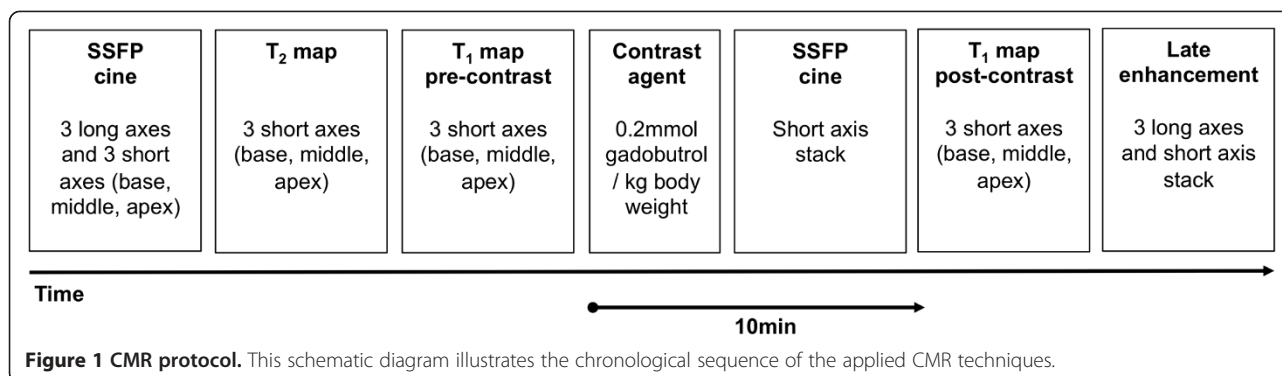 SSFP
cine
3 long axes
and 3 short
axes (base,
middle, apex)
T2 map
3 short axes
(base, middle,
apex)
T1 map
pre-contrast
3 short axes
(base, middle,
apex)
Contrast
agent
0.2mmol
gadobutrol
/ kg body
weight
SSFP
cine
Short axis
stack
T1 map
post-contrast
3 short axes
(base, middle,
apex)
Late
enhancement
3 long axes
and short axis
stack
Time
10min
Figure 1 CMR protocol. This schematic diagram illustrates the chronological sequence of the applied CMR techniques.